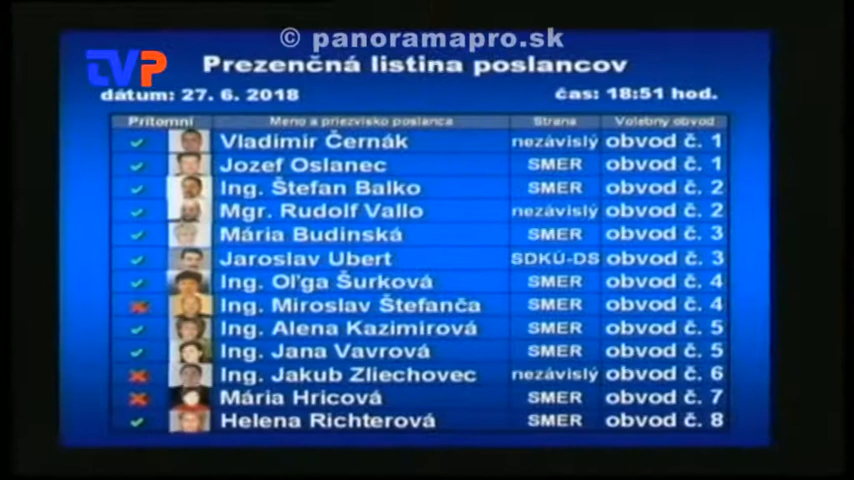 © panoramapro.sk
TVP
Prezenčná listina poslancov
dátum: 27. 6. 2018 čas: 18:51 hod.
Prítomní Meno a priezvisko poslanca Strana Volebny obvod
Vladimír Černák nezávislý obvod č. 1
Jozef Oslanec SMER obvod č. 1
Ing. Štefan Balko SMER obvod č. 2
Mgr. Rudolf Vallo nezávislý obvod č. 2
Mária Budinská SMER obvod č. 3
Jaroslav Ubert SDKÚ-DS obvod č. 3
Ing. Oľga Šurková SMER obvod č. 4
Ing. Miroslav Štefanča SMER obvod č. 4
Ing. Alena Kazimírová SMER obvod č. 5
Ing. Jana Vavrová SMER obvod č. 5
Ing. Jakub Zliechovec nezávislý obvod č. 6
Mária Hricová SMER obvod č. 7
Helena Richterová SMER obvod č. 8